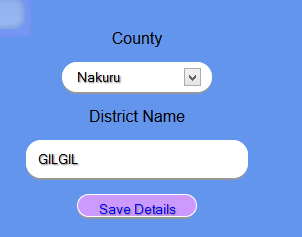 County
Nakuru
District Name
GILGIL
Save Details